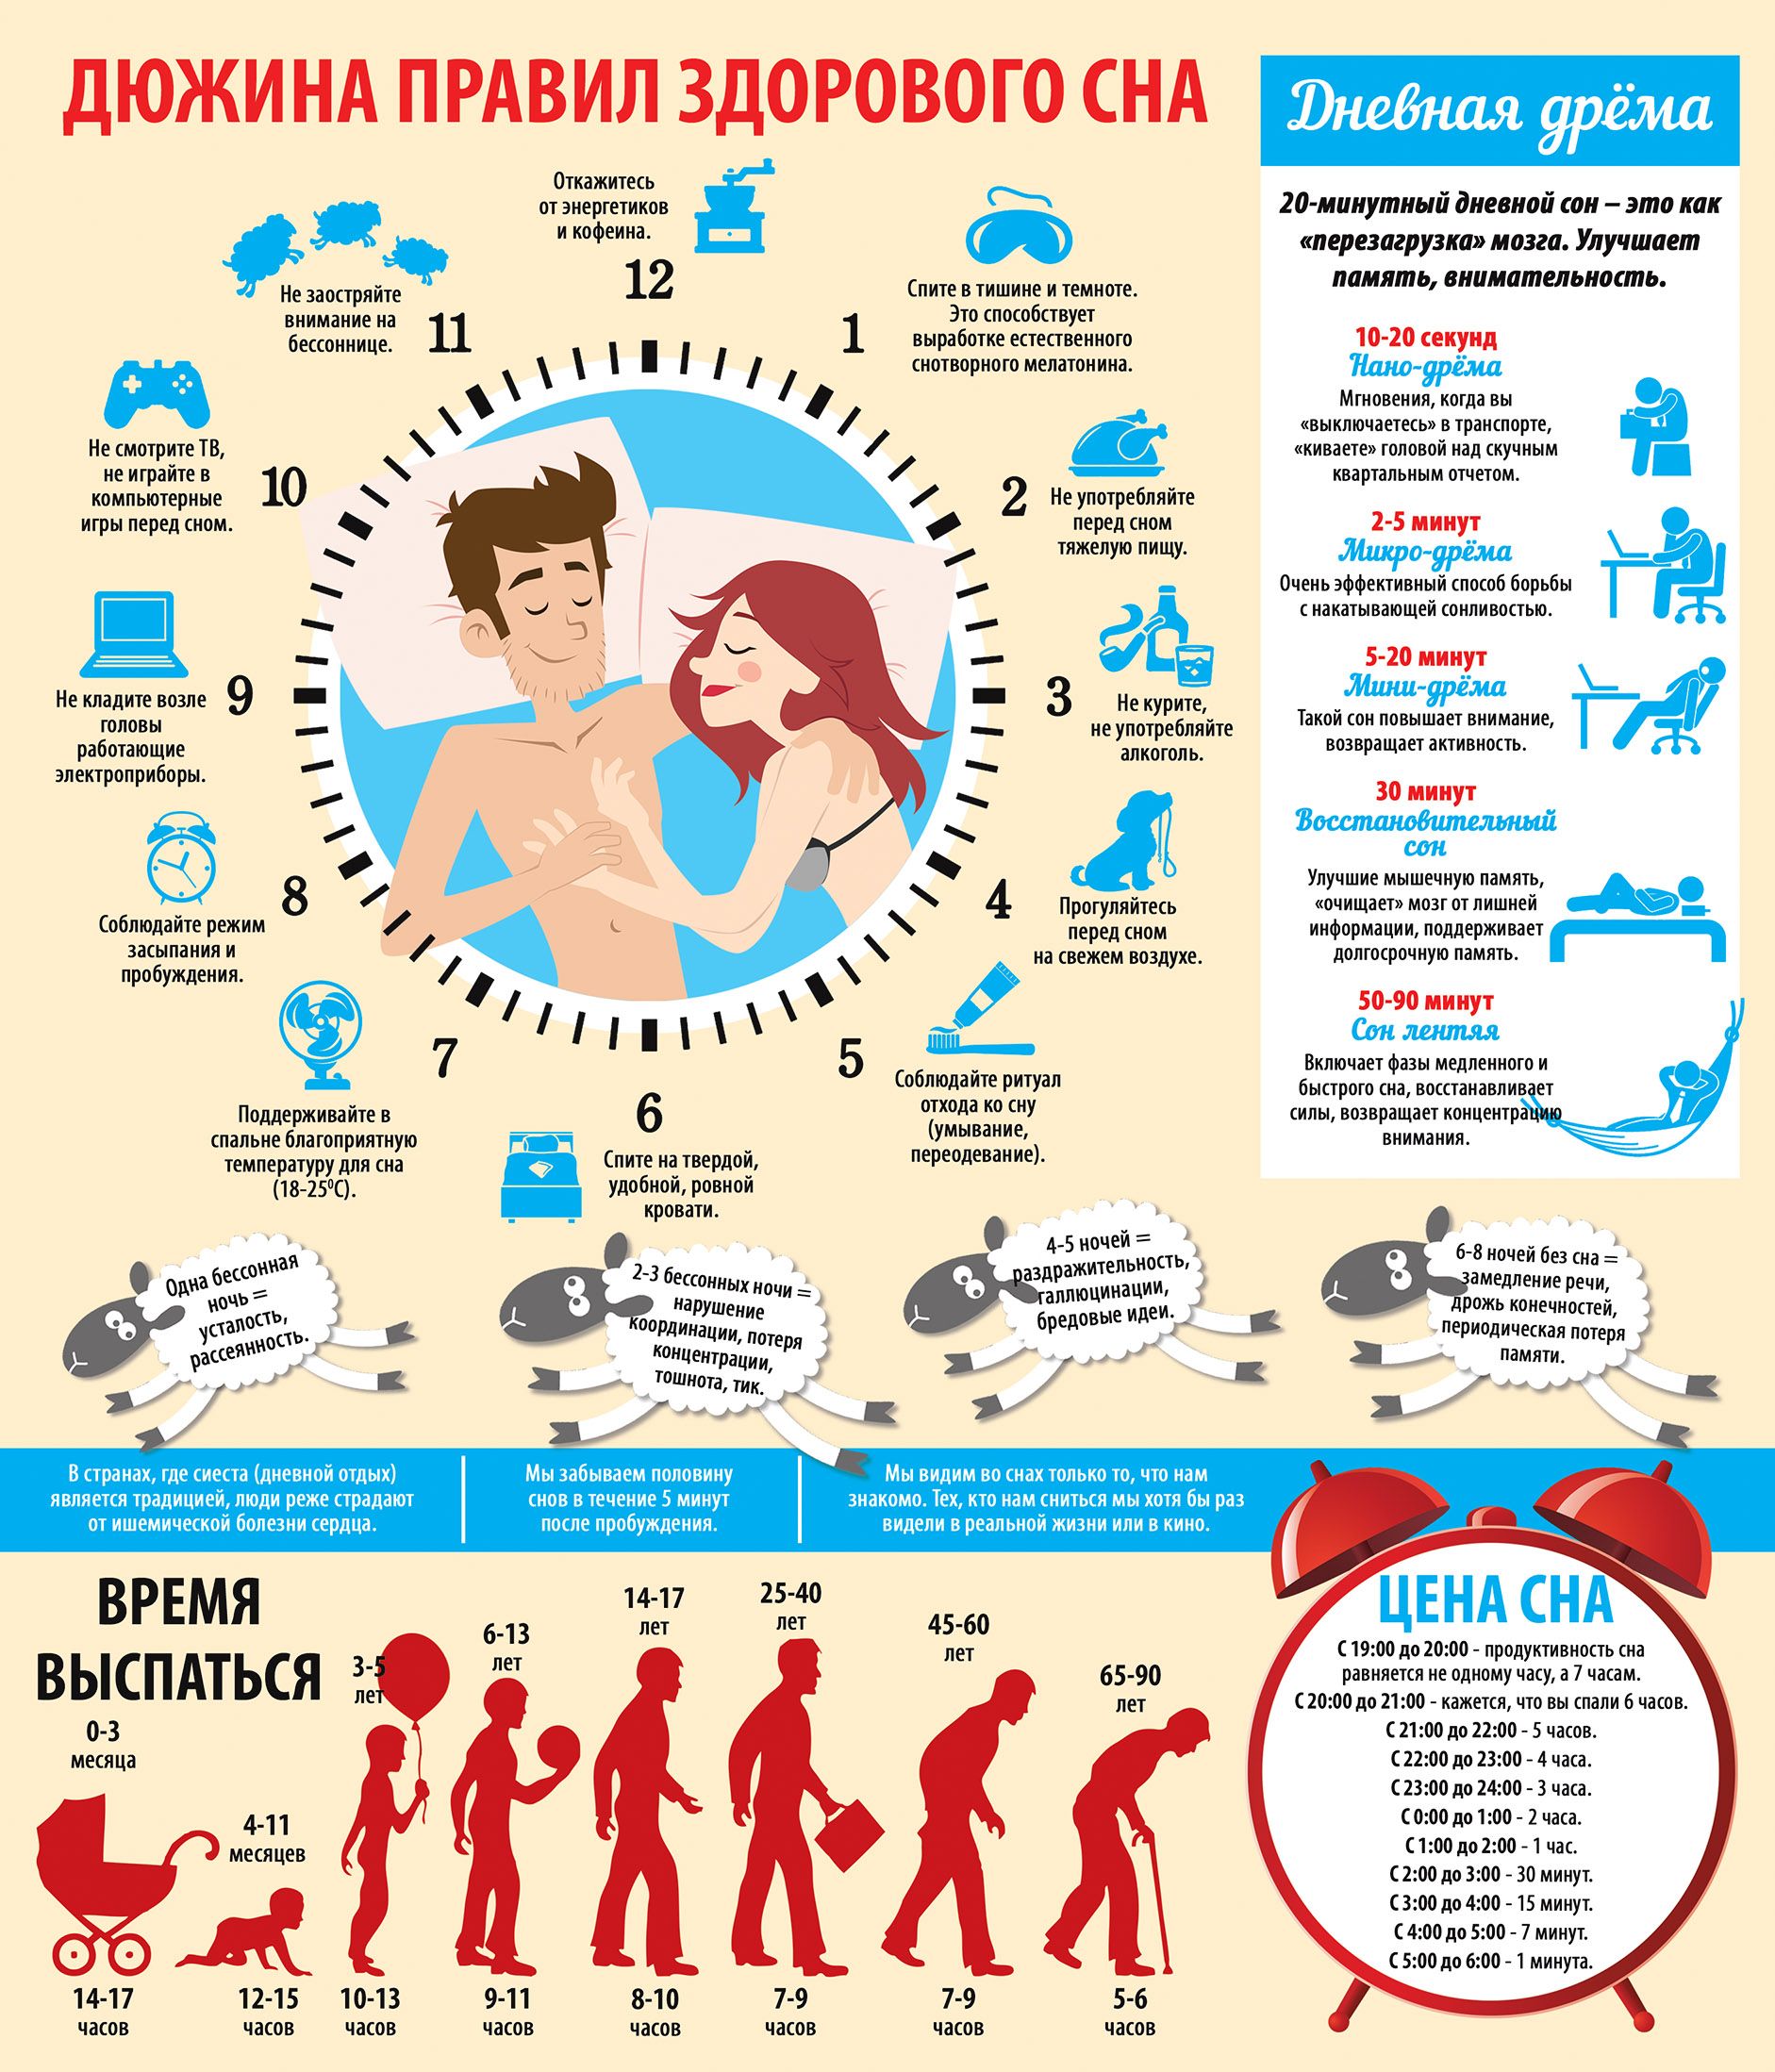 ДЮЖИНА ПРАВИЛ ЗДОРОВОГО СНА
Откажитесь
от энергетиков
и кофеина.
12
Спите в тишине и темноте.
Это способствует
выработке естественного
снотворного мелатонина.
1
Не употребляйте
перед сном
тяжелую пищу.
2
Не курите,
не употребляйте
алкоголь.
3
Прогуляйтесь
перед сном
на свежем воздухе.
4
Соблюдайте ритуал
отхода ко сну
(умывание,
переодевание).
5
6
Спите на твердой,
удобной, ровной
кровати.
7
Поддерживайте в
спальне благоприятную
температуру для сна
(18-25⁰С).
8
Соблюдайте режим
засыпания и
пробуждения.
9
Не кладите возле
головы
работающие
электроприборы.
10
Не смотрите ТВ,
не играйте в
компьютерные
игры перед сном.
11
Не заостряйте
внимание на
бессоннице.
Дневная дрёма
20-минутный дневной сон – это как
«перезагрузка» мозга. Улучшает
память, внимательность.
10-20 секунд
Нано-дрёма
Мгновения, когда вы
«выключаетесь» в транспорте,
«киваете» головой над скучным
квартальным отчетом.
2-5 минут
Микро-дрёма
Очень эффективный способ борьбы
с накатывающей сонливостью.
5-20 минут
Мини-дрёма
Такой сон повышает внимание,
возвращает активность.
30 минут
Восстановительный
сон
Улучшие мышечную память,
«очищает» мозг от лишней
информации, поддерживает
долгосрочную память.
50-90 минут
Сон лентяя
Включает фазы медленного и
быстрого сна, восстанавливает
силы, возвращает концентрацию
внимания.
Одна бессонная
ночь =
усталость,
рассеянность.
2-3 бессонных ночи =
нарушение
координации, потеря
концентрации,
тошнота, тик.
4-5 ночей =
раздражительность,
галлюцинации,
бредовые идеи.
6-8 ночей без сна =
замедление речи,
дрожь конечностей,
периодическая потеря
памяти.
В странах, где сиеста (дневной отдых)
является традицией, люди реже страдают
от ишемической болезни сердца.
Мы забываем половину
снов в течение 5 минут
после пробуждения.
Мы видим во снах только то, что нам
знакомо. Тех, кто нам сниться мы хотя бы раз
видели в реальной жизни или в кино.
ВРЕМЯ
ВЫСПАТЬСЯ
0-3
месяца
14-17
часов
4-11
месяцев
12-15
часов
3-5
лет
10-13
часов
6-13
лет
9-11
часов
14-17
лет
8-10
часов
25-40
лет
7-9
часов
45-60
лет
7-9
часов
65-90
лет
5-6
часов
ЦЕНА СНА
С 19:00 до 20:00 - продуктивность сна
равняется не одному часу, а 7 часам.
С 20:00 до 21:00 - кажется, что вы спали 6 часов.
С 21:00 до 22:00 - 5 часов.
С 22:00 до 23:00 - 4 часа.
С 23:00 до 24:00 - 3 часа.
С 0:00 до 1:00 - 2 часа.
С 1:00 до 2:00 - 1 час.
С 2:00 до 3:00 - 30 минут.
С 3:00 до 4:00 - 15 минут.
С 4:00 до 5:00 - 7 минут.
С 5:00 до 6:00 - 1 минута.